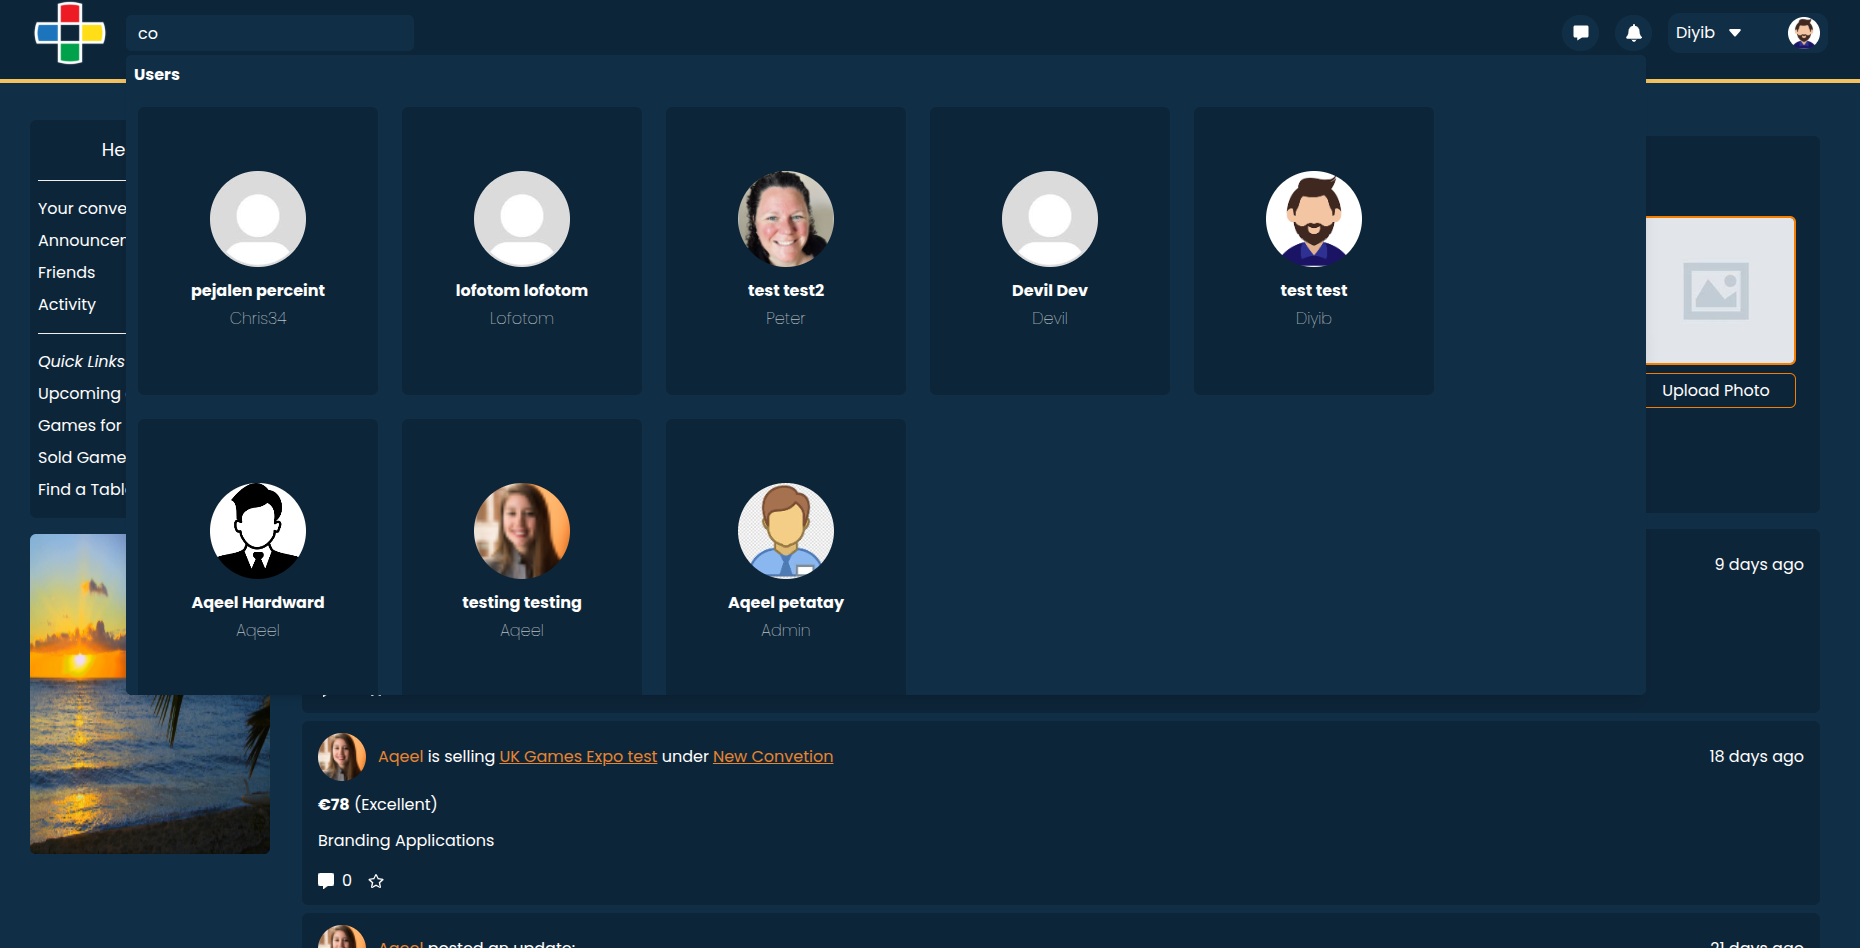 co
Diyib
Users
He
Your conve
Announcer
Friends
Activity
Quick Links
Upcoming
Games for
Sold Game
Find a Tabl
pejalen perceint
Chris34
lofotom lofotom
Lofotom
test test2
Peter
Devil Dev
Devil
test test
Diyib
Aqeel Hardward
Aqeel
testing testing
Aqeel
Aqeel petatay
Admin
Upload Photo
9 days ago
Aqeel is selling UK Games Expo test under New Convetion
18 days ago
€78 (Excellent)
Branding Applications
0
Aqeel posted an update:
21 days ago